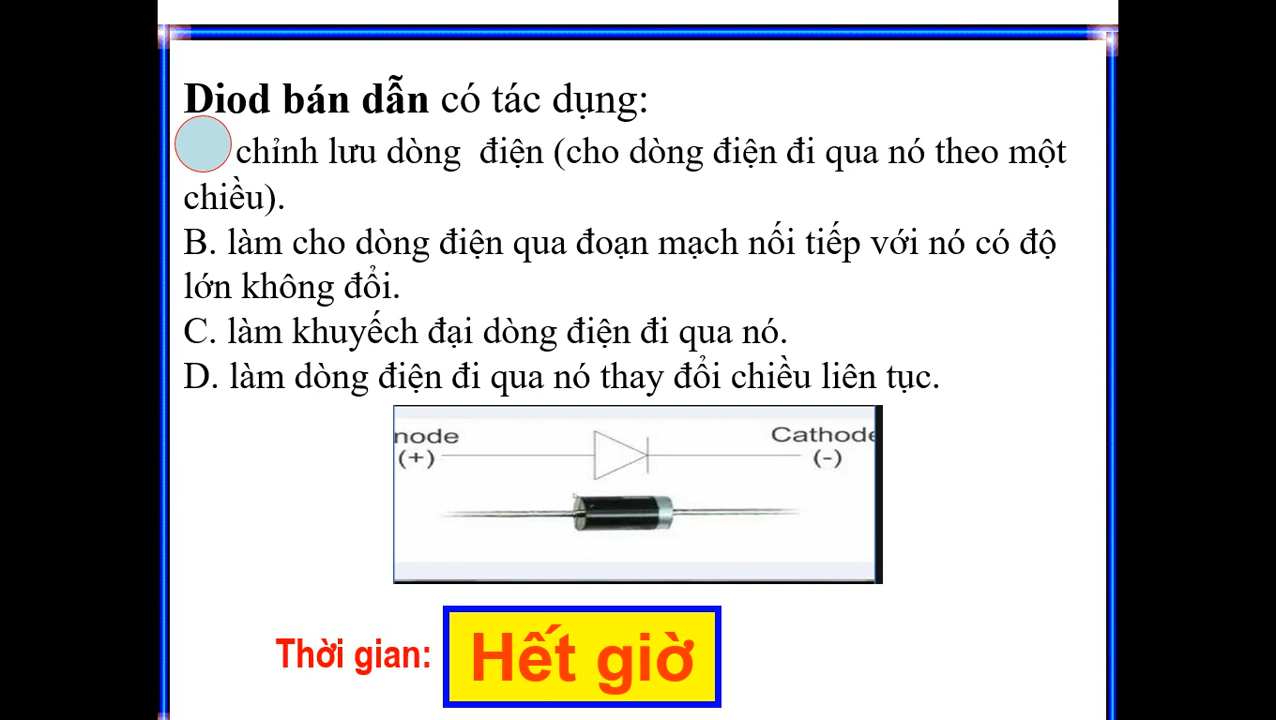 Diod bán dẫn có tác dụng:
chỉnh lưu dòng điện (cho dòng điện đi qua nó theo một
chiều).
B. làm cho dòng điện qua đoạn mạch nối tiếp với nó có độ
lớn không đổi.
C. làm khuyếch đại dòng điện đi qua nó.
D. làm dòng điện đi qua nó thay đổi chiều liên tục.
node Cathode
(+) (-)
Thời gian: Hết giờ